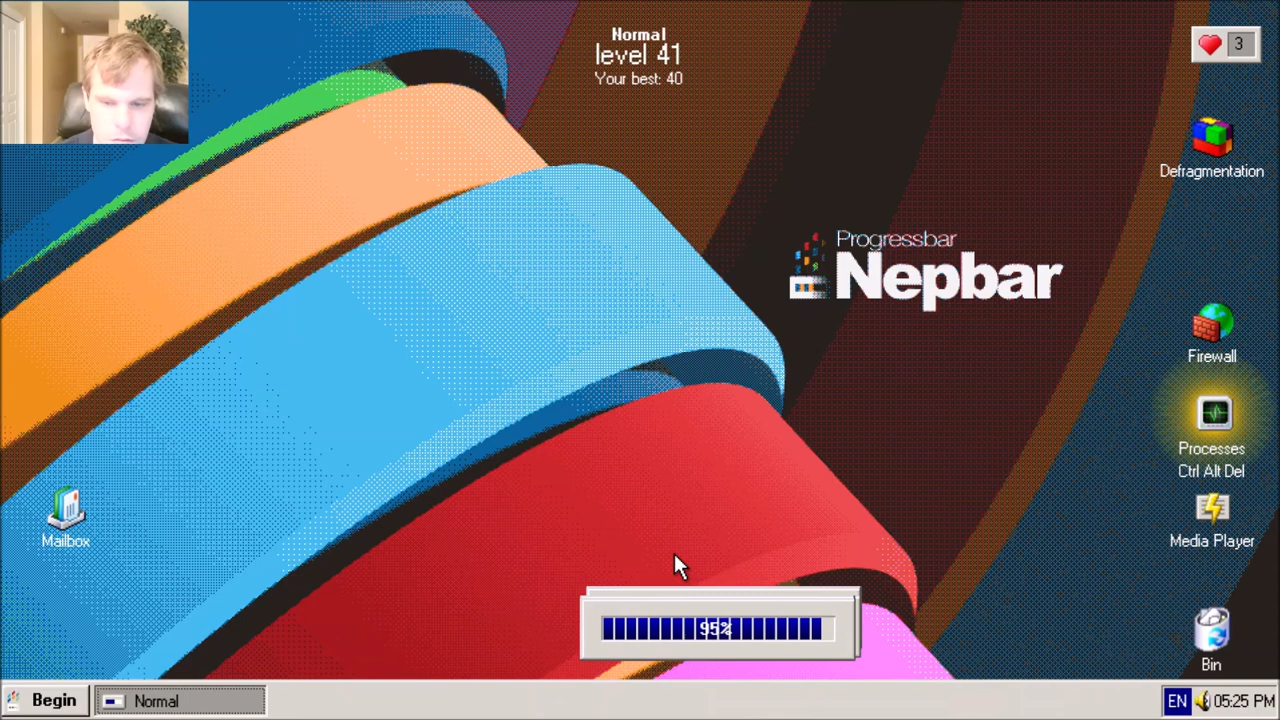 Normal
level 41
Your best: 40
3
Defragmentation
Progressbar
Nepbar
Firewall
Processes
Ctrl Alt Del
Mailbox
Media Player
95%
Bin
Begin
Normal
EN
05:25 PM